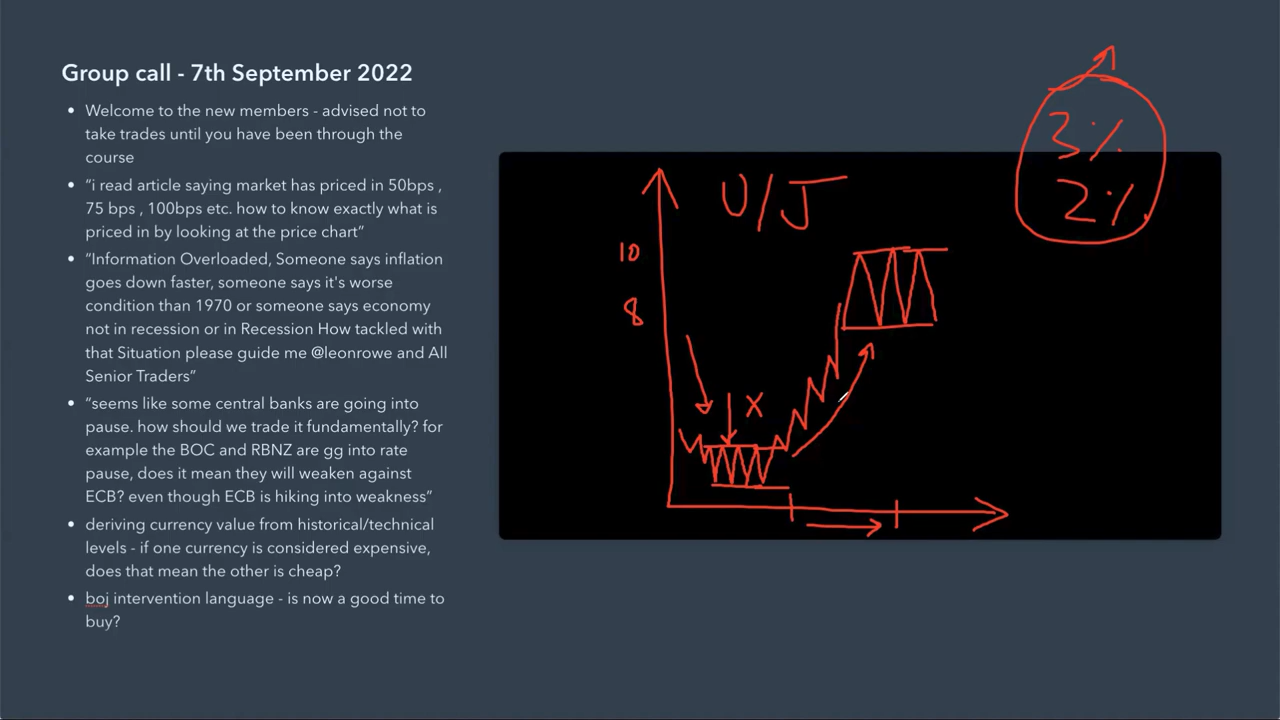 Group call - 7th September 2022
Welcome to the new members - advised not to
take trades until you have been through the
course
“i read article saying market has priced in 50bps ,
75 bps , 100bps etc. how to know exactly what is
priced in by looking at the price chart”
“Information Overloaded, Someone says inflation
goes down faster, someone says it's worse
condition than 1970 or someone says economy
not in recession or in Recession How tackled with
that Situation please guide me @leonrowe and All
Senior Traders”
“seems like some central banks are going into
pause. how should we trade it fundamentally? for
example the BOC and RBNZ are gg into rate
pause, does it mean they will weaken against
ECB? even though ECB is hiking into weakness”
deriving currency value from historical/technical
levels - if one currency is considered expensive,
does that mean the other is cheap?
boj intervention language - is now a good time to
buy?
3%
2%
U/J
10
8
X